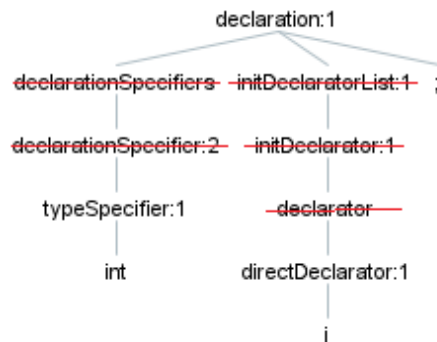 declaration:1
declarationSpecifiers initDeclaratorList:1 ;
declarationSpecifier:2 initDeclarator:1
typeSpecifier:1 declarator
int directDeclarator:1
i